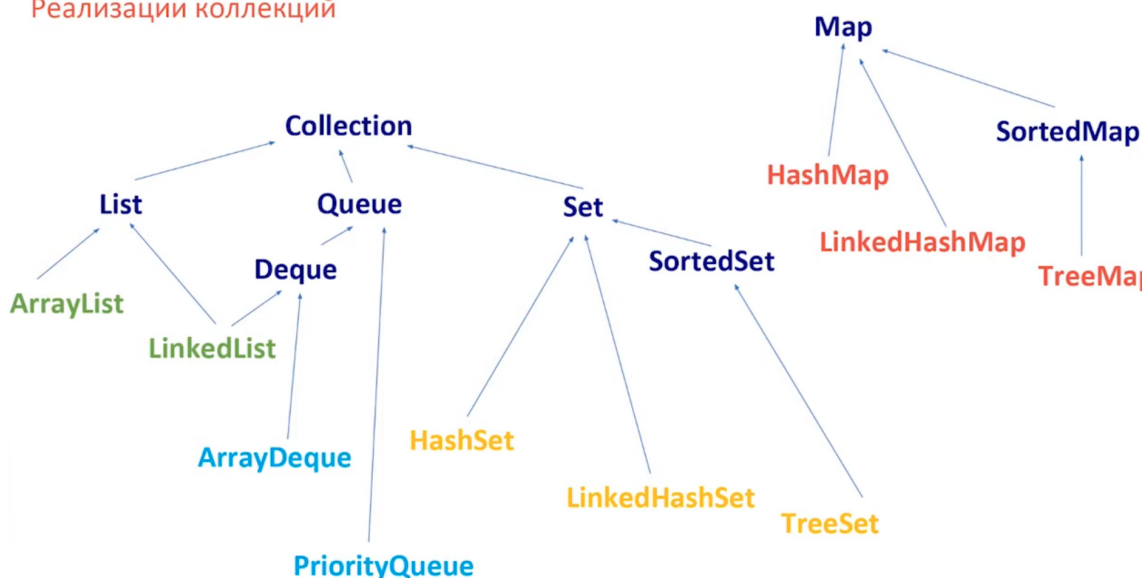 Реализации коллекций
Map
Collection
SortedMap
HashMap
List
Queue
Set
LinkedHashMap
Deque
SortedSet
TreeMap
ArrayList
LinkedList
HashSet
ArrayDeque
LinkedHashSet
TreeSet
PriorityQueue